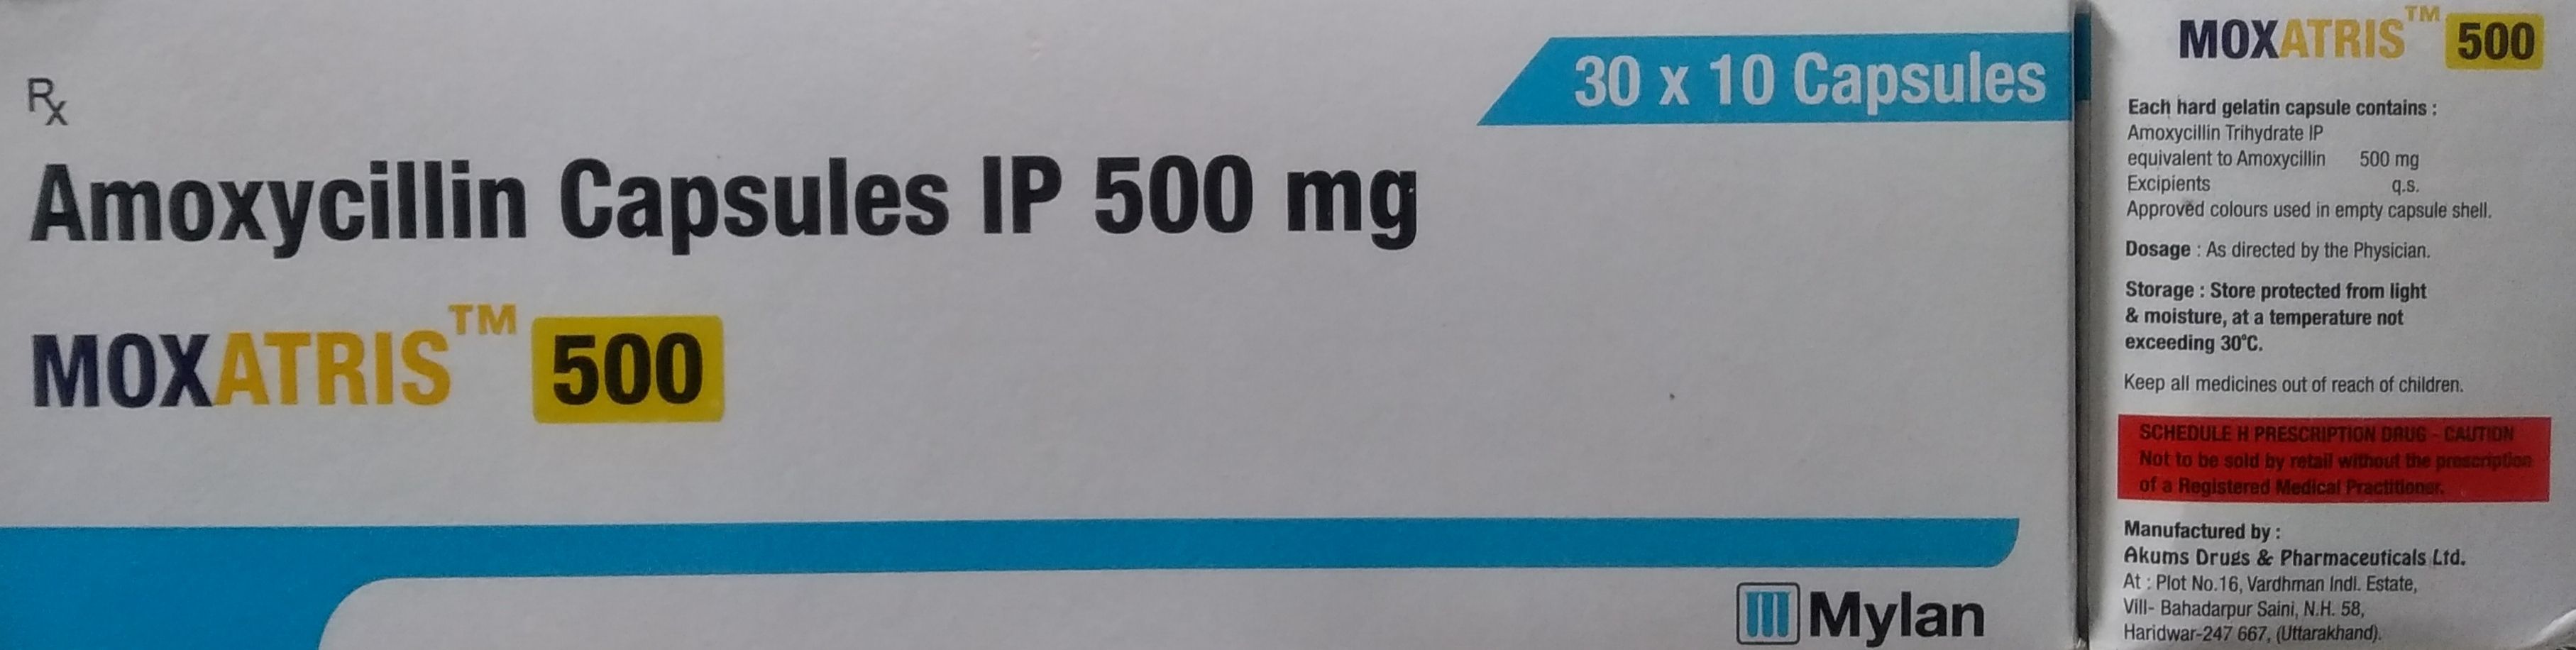 Rx
30 x 10 Capsules
Amoxycillin Capsules IP 500 mg
MOXATRIS™ 500
Mylan
MOXATRIS™ 500
Each hard gelatin capsule contains :
Amoxycillin Trihydrate IP
equivalent to Amoxycillin 500 mg
Excipients q.s.
Approved colours used in empty capsule shell.
Dosage : As directed by the Physician.
Storage : Store protected from light
& moisture, at a temperature not
exceeding 30°C.
Keep all medicines out of reach of children.
SCHEDULE H PRESCRIPTION DRUG - CAUTION
Not to be sold by retail without the prescription
of a Registered Medical Practitioner.
Manufactured by :
Akums Drugs & Pharmaceuticals Ltd.
At : Plot No.16, Vardhman Indl. Estate,
Vill- Bahadarpur Saini, N.H. 58,
Haridwar-247 667, (Uttarakhand).